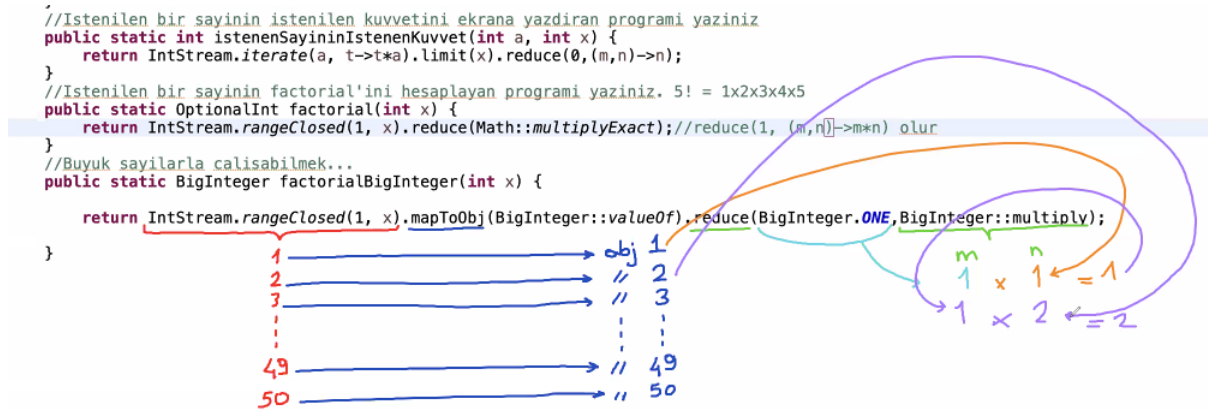 }
//Istenilen bir sayinin istenilen kuvvetini ekrana yazdiran programi yaziniz
public static int istenenSayininIstenenKuvvet(int a, int x) {
return IntStream.iterate(a, t->t*a).limit(x).reduce(0,(m,n)->n);
}
//Istenilen bir sayinin factorial'ini hesaplayan programi yaziniz. 5! = 1x2x3x4x5
public static OptionalInt factorial(int x) {
return IntStream.rangeClosed(1, x).reduce(Math::multiplyExact);//reduce(1, (m,n)->m*n) olur
}
//Buyuk sayilarla calisabilmek...
public static BigInteger factorialBigInteger(int x) {
return IntStream.rangeClosed(1, x).mapToObj(BigInteger::valueOf).reduce(BigInteger.ONE,BigInteger::multiply);
}
1 obj 1 m n
2 " 2 1 x 1 = 1
3 " 3 1 x 2 = 2
49 " 49
50 " 50